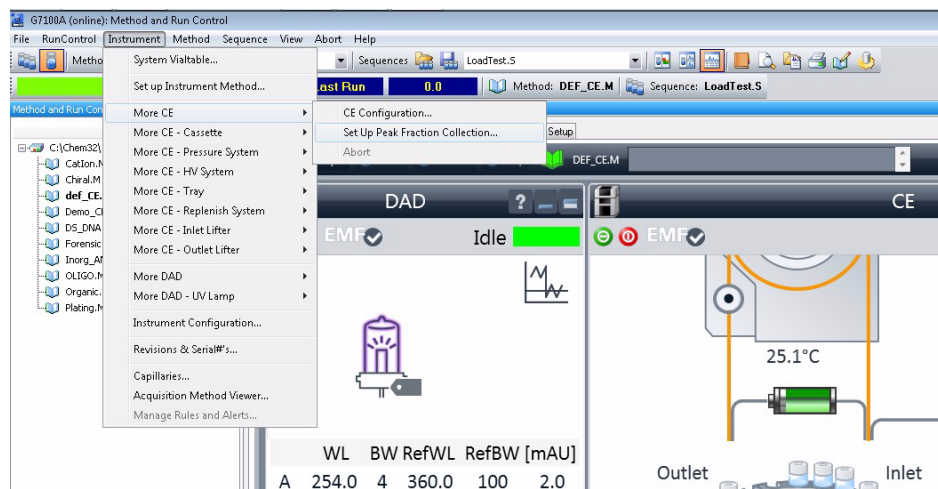 G7100A (online): Method and Run Control
File RunControl Instrument Method Sequence View Abort Help
Metho
Sequences
LoadTest.S
Last Run
0.0
Method: DEF_CE.M
Sequence: LoadTest.S
Method and Run Con
System Vialtable...
Set up Instrument Method...
More CE
More CE - Cassette
More CE - Pressure System
More CE - HV System
More CE - Tray
More CE - Replenish System
More CE - Inlet Lifter
More CE - Outlet Lifter
More DAD
More DAD - UV Lamp
Instrument Configuration...
Revisions & Serial#'s...
Capillaries...
Acquisition Method Viewer...
Manage Rules and Alerts...
CE Configuration...
Set Up Peak Fraction Collection...
Abort
Setup
DEF_CE.M
C:\Chem32\
CatIon.M
Chiral.M
def_CE.
Demo_C
DS_DNA
Forensic
Inorg_A
OLIGO.M
Organic.
Plating.M
DAD
?
EMF
Idle
WL BW RefWL RefBW [mAU]
A 254.0 4 360.0 100 2.0
CE
EMF
25.1°C
Outlet
Inlet